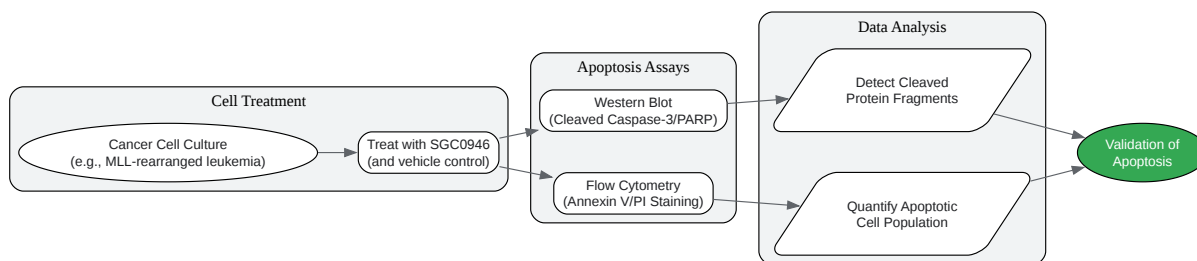 Cell Treatment
Cancer Cell Culture
(e.g., MLL-rearranged leukemia)
Treat with SGC0946
(and vehicle control)
Apoptosis Assays
Western Blot
(Cleaved Caspase-3/PARP)
Flow Cytometry
(Annexin V/PI Staining)
Data Analysis
Detect Cleaved
Protein Fragments
Quantify Apoptotic
Cell Population
Validation of
Apoptosis